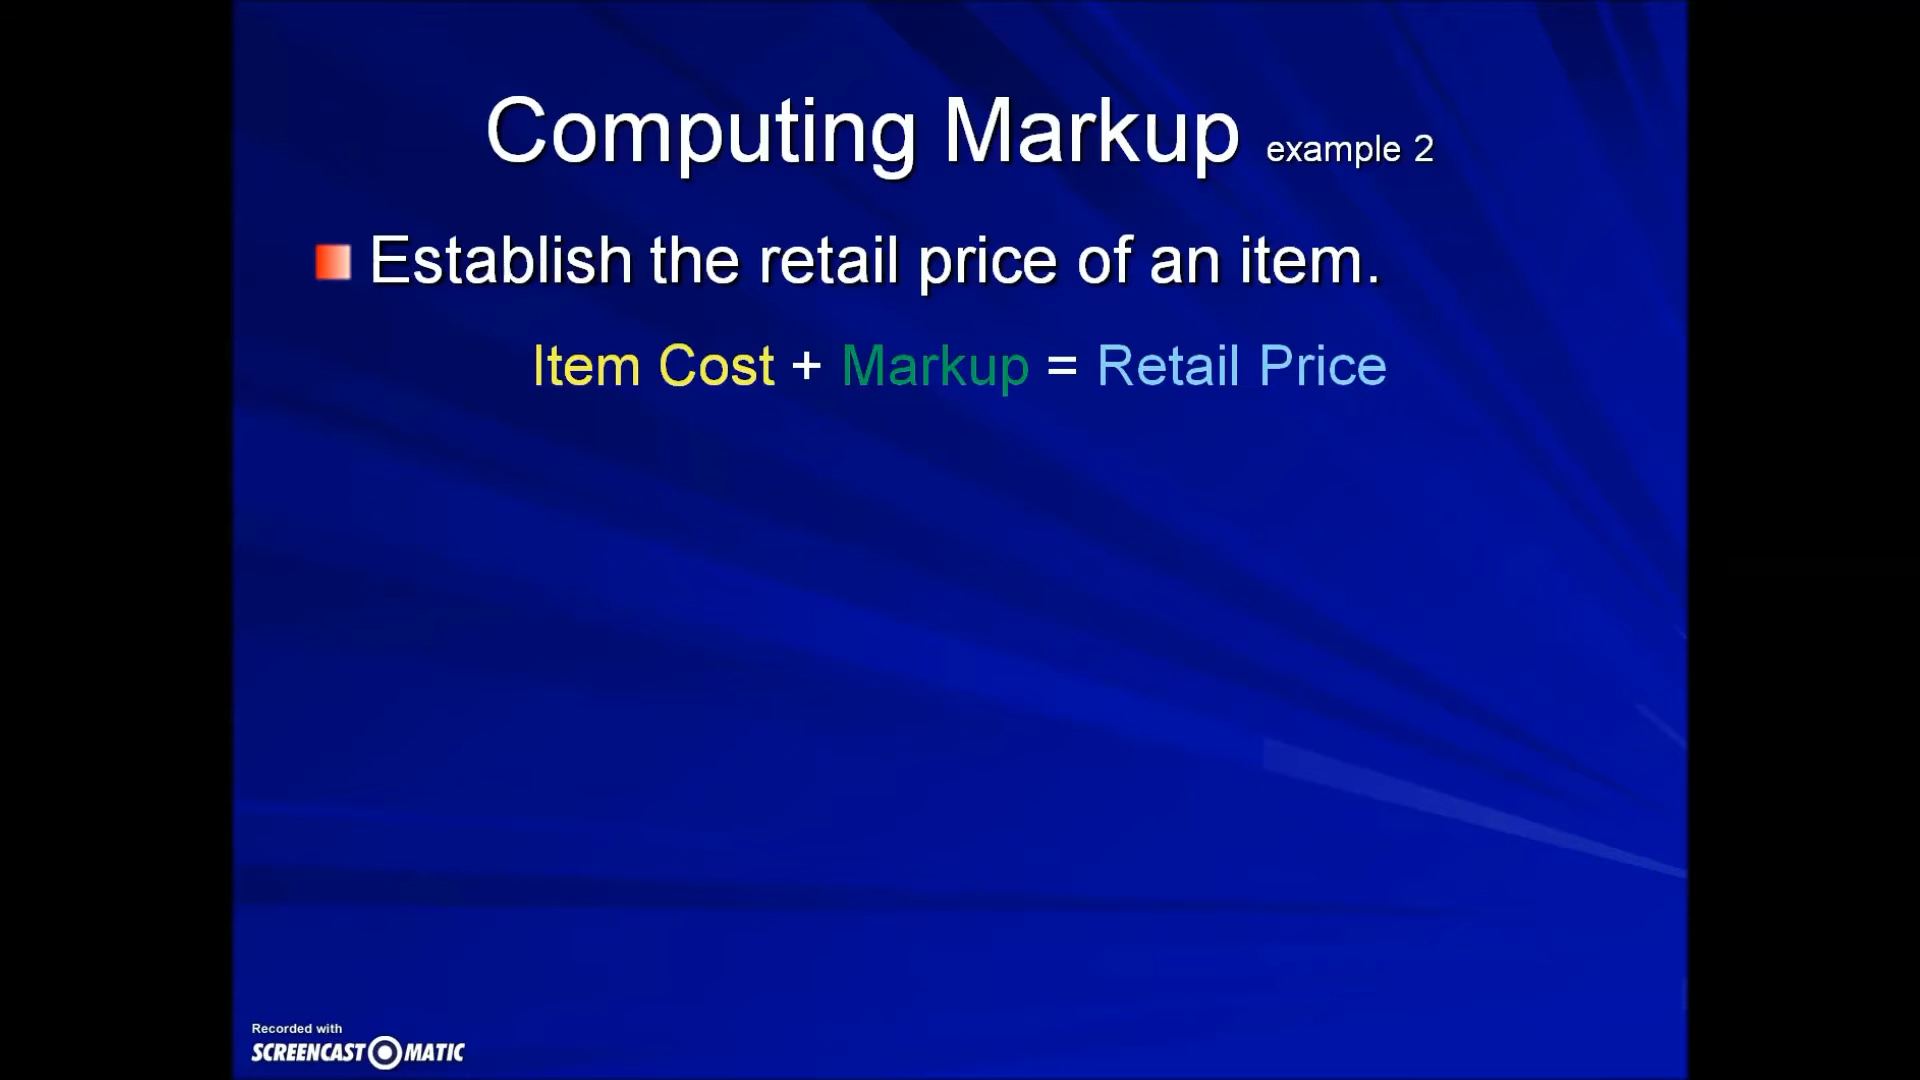 Computing Markup example 2
Establish the retail price of an item.
Item Cost + Markup = Retail Price
Recorded with
SCREENCAST MATIC